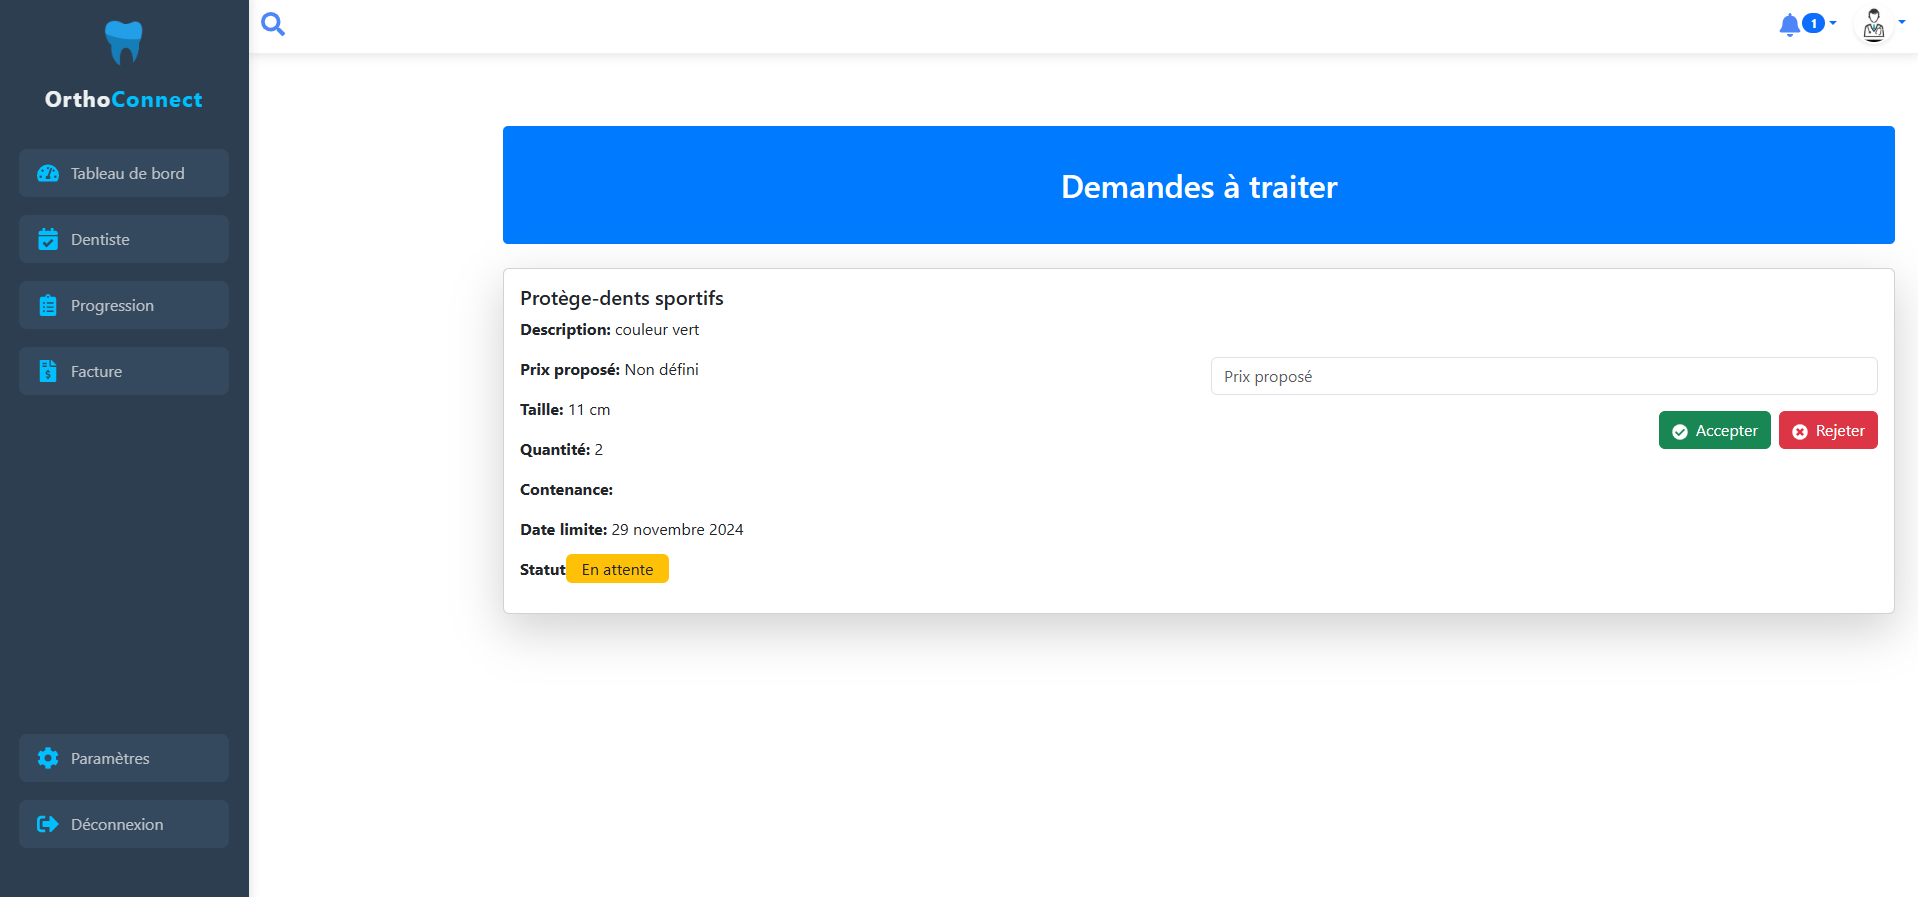 OrthoConnect
Tableau de bord
Dentiste
Progression
Facture
Paramètres
Déconnexion
1
Demandes à traiter
Protège-dents sportifs
Description: couleur vert
Prix proposé: Non défini
Taille: 11 cm
Quantité: 2
Contenance:
Date limite: 29 novembre 2024
Statut En attente
Prix proposé
Accepter Rejeter